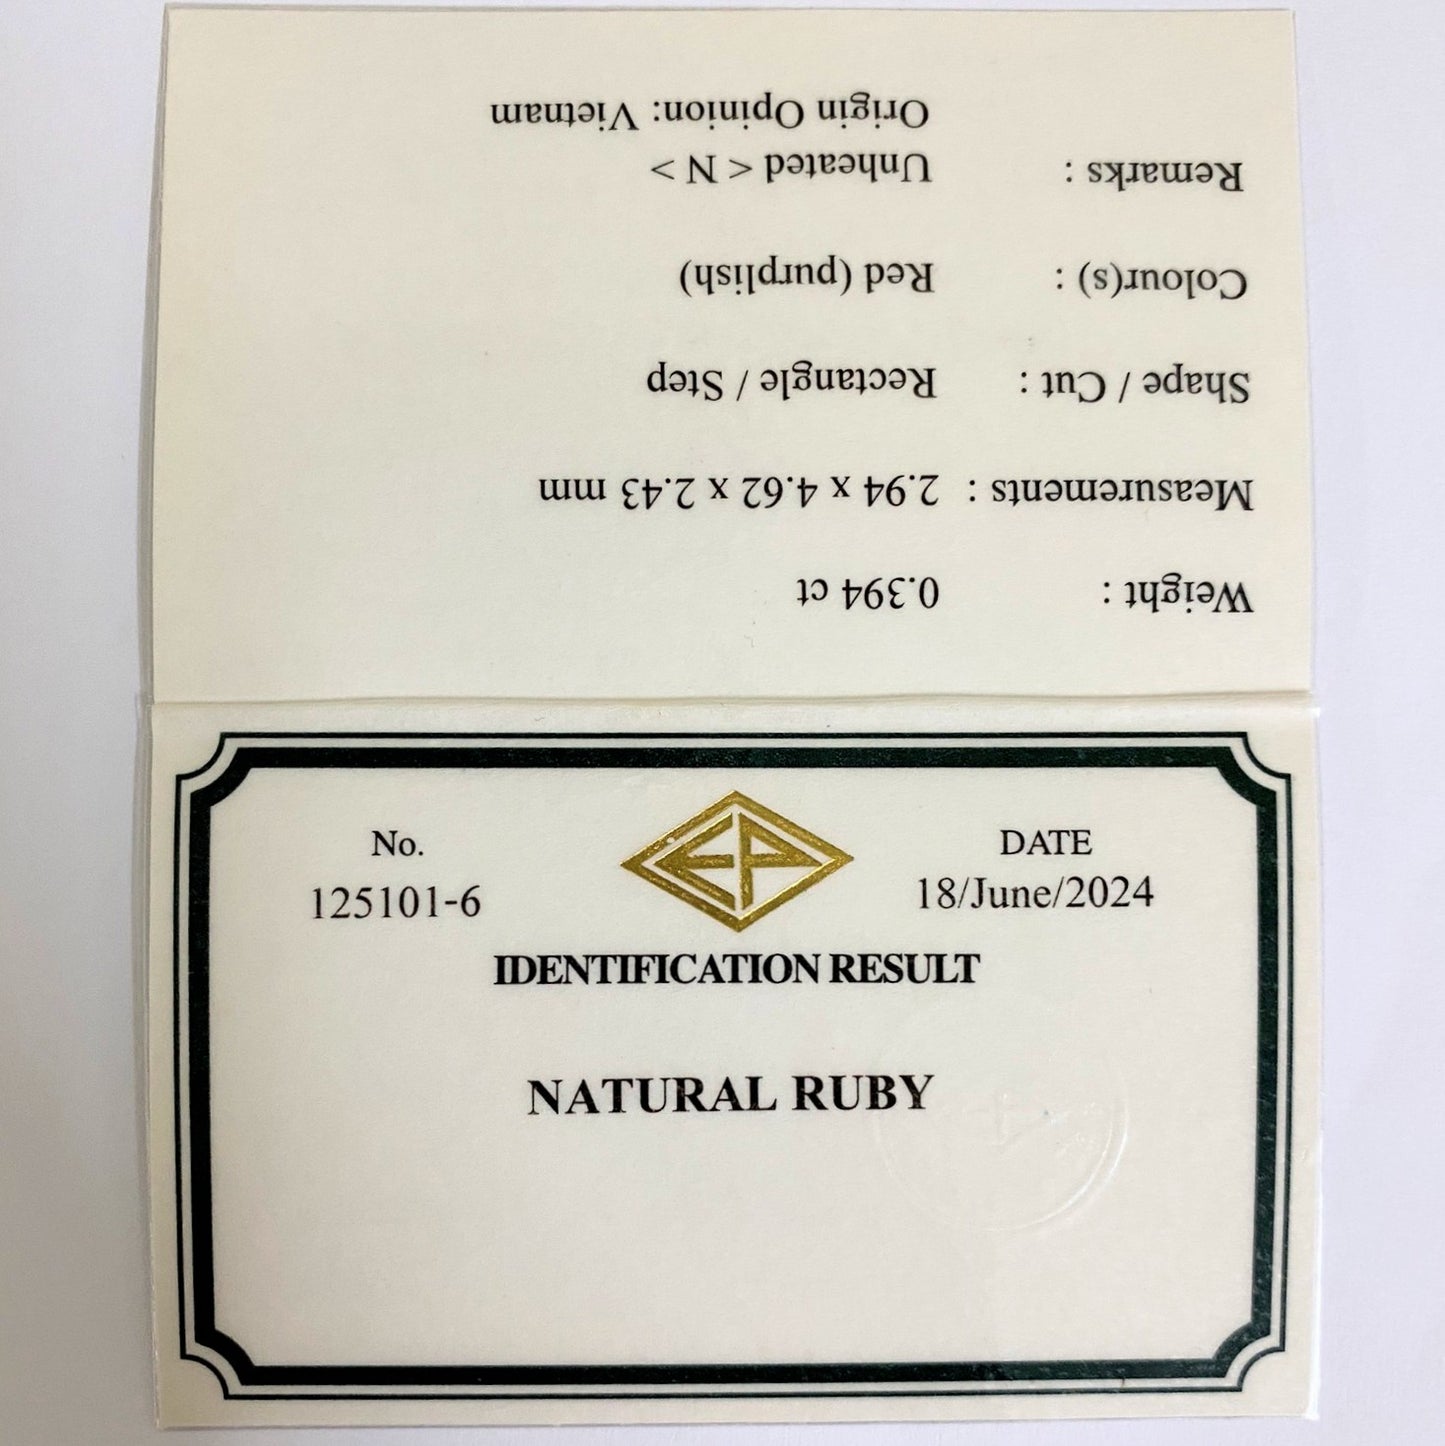 Weight : 0.394 ct
Measurements : 2.94 x 4.62 x 2.43 mm
Shape / Cut : Rectangle / Step
Colour(s) : Red (purplish)
Remarks : Unheated < N >
Origin Opinion: Vietnam
No.
125101-6
EP
DATE
18/June/2024
IDENTIFICATION RESULT
NATURAL RUBY